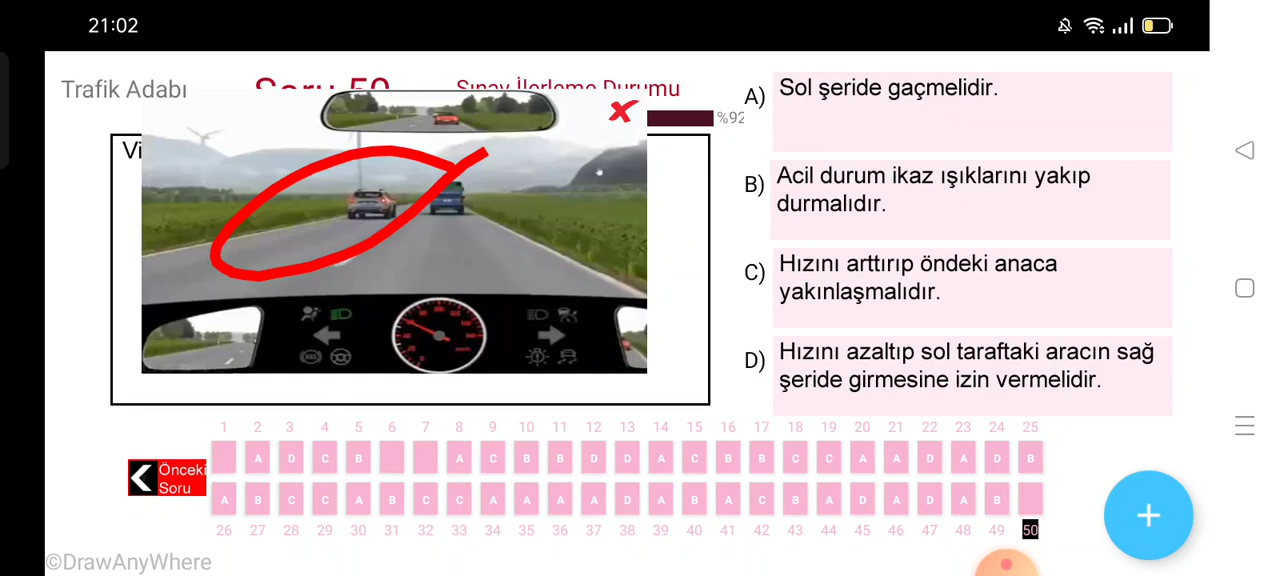 21:02
Trafik Adabı
Soru 50
Sınav İlerleme Durumu
%92
Vi
A) Sol şeride gaçmelidir.
B) Acil durum ikaz ışıklarını yakıp
durmalıdır.
C) Hızını arttırıp öndeki anaca
yakınlaşmalıdır.
D) Hızını azaltıp sol taraftaki aracın sağ
şeride girmesine izin vermelidir.
1 2 3 4 5 6 7 8 9 10 11 12 13 14 15 16 17 18 19 20 21 22 23 24 25
A D C B A C B B D D A C B B C C A A D A D B
Önceki
Soru
A B C C A B C C A A A A D A B A C B A D A D A B
26 27 28 29 30 31 32 33 34 35 36 37 38 39 40 41 42 43 44 45 46 47 48 49 50
©DrawAnyWhere